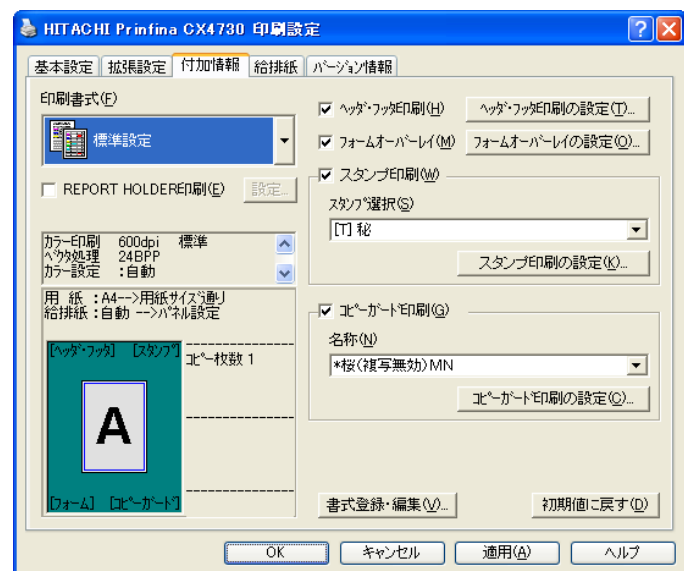 HITACHI Prinfina CX4730 印刷設定
基本設定 拡張設定 付加情報 給排紙 ﾊﾞｰｼﾞｮﾝ情報
印刷書式(F)
標準設定
REPORT HOLDER印刷(E) 設定...
ｶﾗｰ印刷 600dpi 標準
ﾍﾞｸﾀ処理 24BPP
ｶﾗｰ設定 :自動
用 紙 :A4-->用紙ｻｲｽﾞ通り
給排紙:自動 -->ﾊﾟﾈﾙ設定
[ﾍｯﾀﾞ･ﾌｯﾀ] [ｽﾀﾝﾌﾟ]
ｺﾋﾟｰ枚数 1
A
[ﾌｫｰﾑ] [ｺﾋﾟｰｶﾞｰﾄﾞ]
ﾍｯﾀﾞ･ﾌｯﾀ印刷(H) ﾍｯﾀﾞ･ﾌｯﾀ印刷の設定(T)...
ﾌｫｰﾑｵｰﾊﾞｰﾚｲ(M) ﾌｫｰﾑｵｰﾊﾞｰﾚｲの設定(O)...
スタンプ印刷(W)
ｽﾀﾝﾌﾟ選択(S)
[T] 秘
スタンプ印刷の設定(K)...
ｺﾋﾟｰｶﾞｰﾄﾞ印刷(G)
名称(N)
*桜(複写無効)MN
ｺﾋﾟｰｶﾞｰﾄﾞ印刷の設定(C)...
書式登録･編集(V)... 初期値に戻す(D)
OK キャンセル 適用(A) ヘルプ